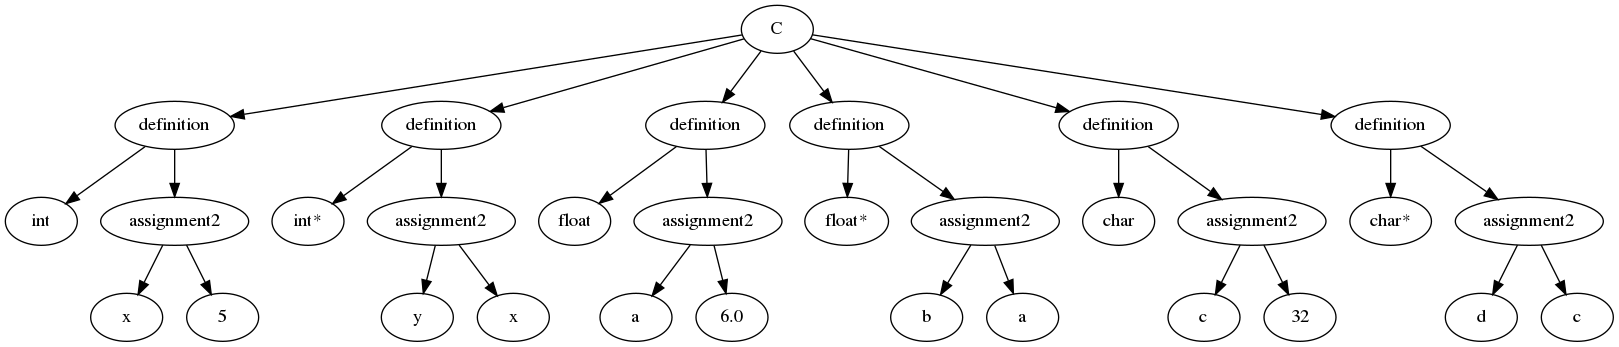 C
definition definition definition definition definition definition
int assignment2 int* assignment2 float assignment2 float* assignment2 char assignment2 char* assignment2
x 5 y x a 6.0 b a c 32 d c